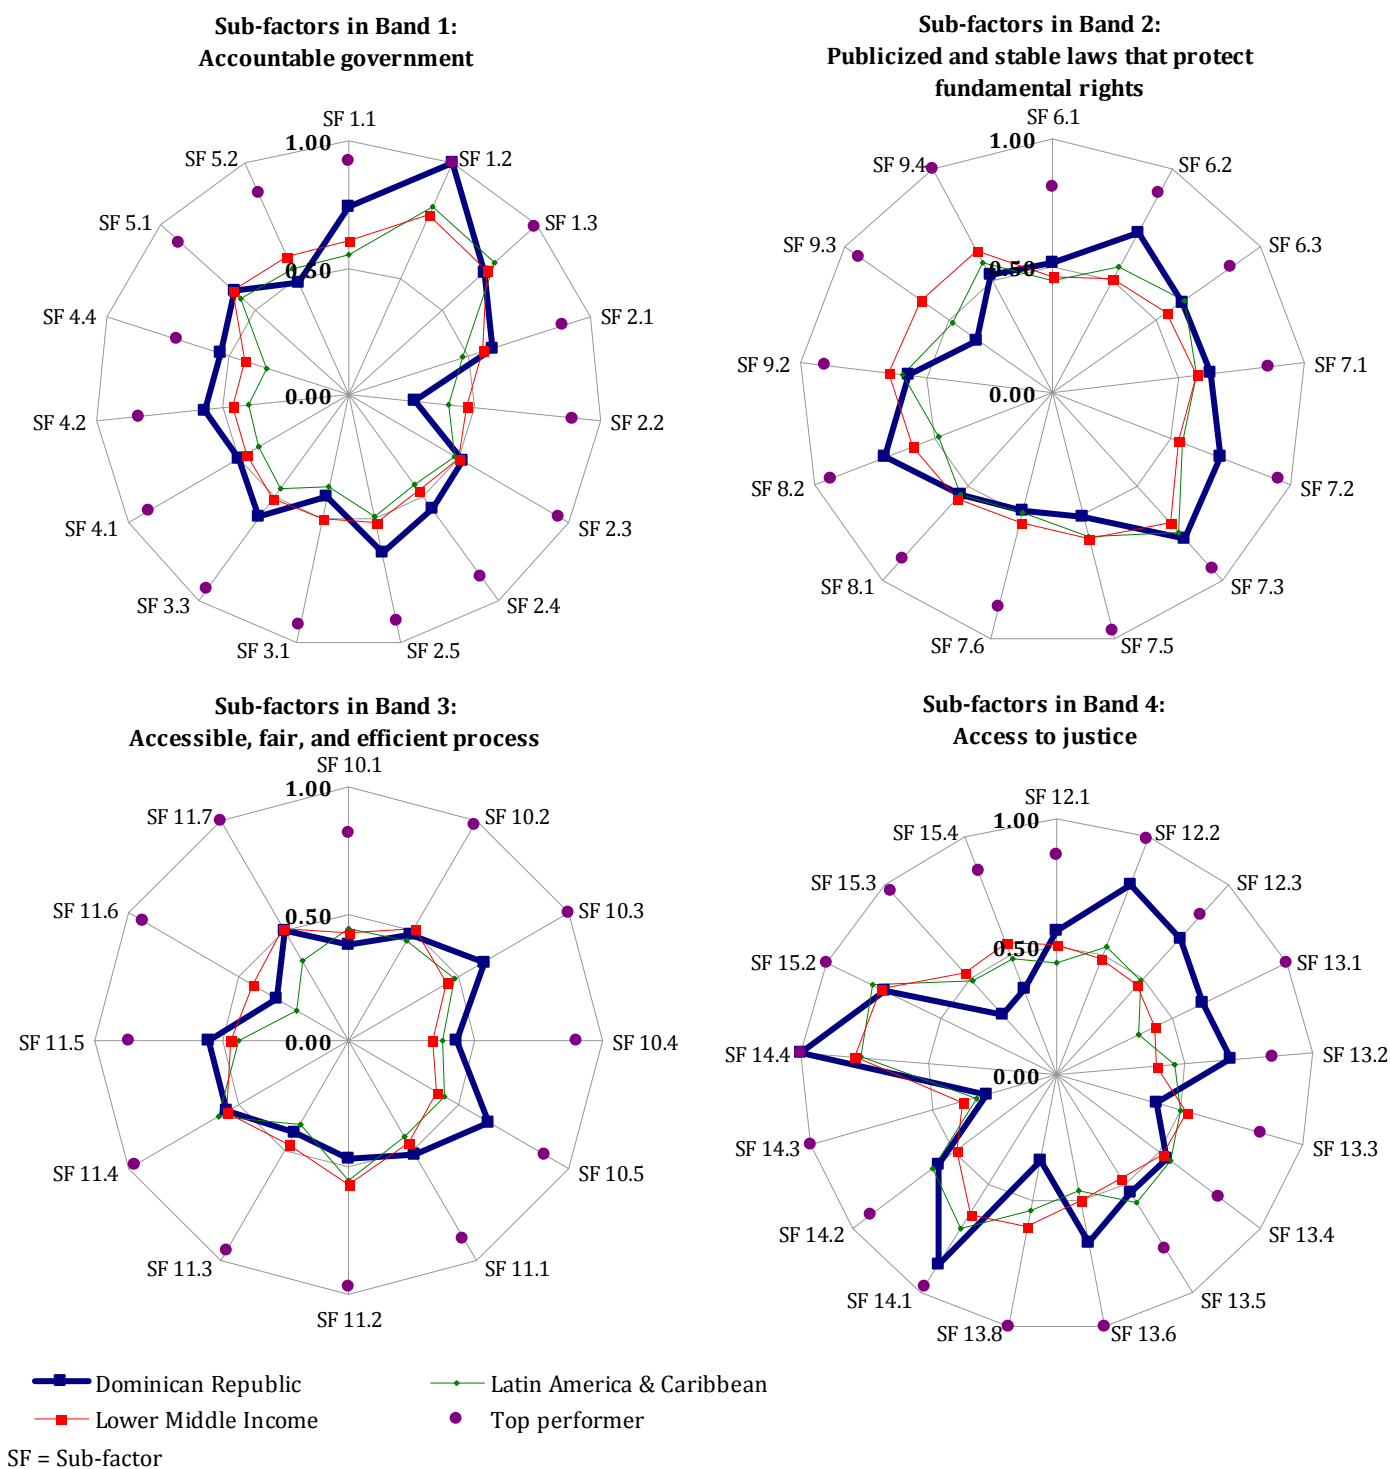 Sub-factors in Band 1:
Accountable government
SF 1.1
1.00
SF 5.2
SF 1.2
SF 5.1
SF 1.3
0.50
SF 4.4
SF 2.1
0.00
SF 4.2
SF 2.2
SF 4.1
SF 2.3
SF 3.3
SF 2.4
SF 3.1
SF 2.5
Sub-factors in Band 2:
Publicized and stable laws that protect
fundamental rights
SF 6.1
1.00
SF 9.4
SF 6.2
SF 9.3
SF 6.3
0.50
SF 9.2
SF 7.1
0.00
SF 8.2
SF 7.2
SF 8.1
SF 7.3
SF 7.6
SF 7.5
Sub-factors in Band 3:
Accessible, fair, and efficient process
SF 10.1
1.00
SF 11.7
SF 10.2
SF 11.6
SF 10.3
0.50
SF 11.5
0.00
SF 10.4
SF 11.4
SF 10.5
SF 11.3
SF 11.1
SF 11.2
Sub-factors in Band 4:
Access to justice
SF 12.1
1.00
SF 15.4
SF 12.2
SF 15.3
SF 12.3
0.50
SF 15.2
SF 13.1
SF 14.4
SF 13.2
0.00
SF 14.3
SF 13.3
SF 14.2
SF 13.4
SF 14.1
SF 13.5
SF 13.8
SF 13.6
Dominican Republic
Latin America & Caribbean
Lower Middle Income
Top performer
SF = Sub-factor